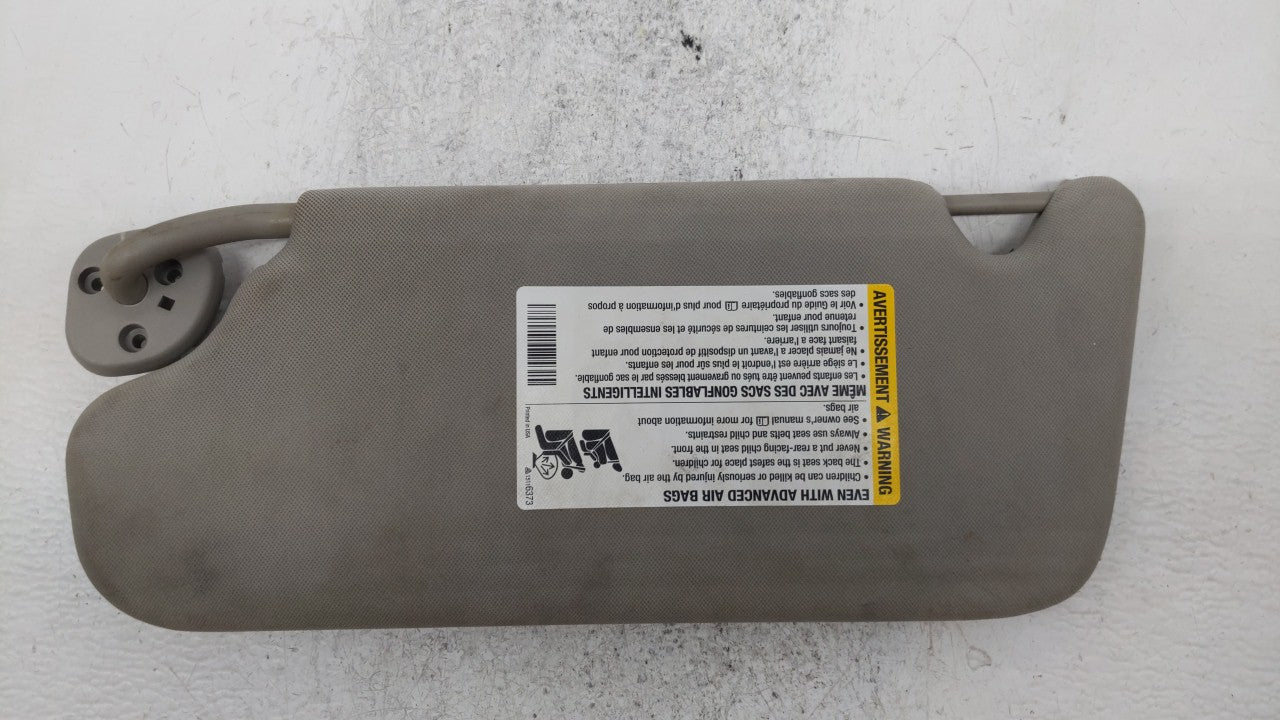 AVERTISSEMENT ⚠ WARNING
EVEN WITH ADVANCED AIR BAGS
• Children can be killed or seriously injured by the air bag.
• The back seat is the safest place for children.
• Never put a rear-facing child seat in the front.
• Always use seat belts and child restraints.
• See owner's manual for more information about
air bags.
MÊME AVEC DES SACS GONFLABLES INTELLIGENTS
• Les enfants peuvent être tués ou gravement blessés par le sac gonflable.
• Le siège arrière est l'endroit le plus sûr pour les enfants.
• Ne jamais placer à l'avant un dispositif de protection pour enfant
faisant face a l'arriere.
• Toujours utiliser les ceintures de sécurité et les ensembles de
retenue pour enfant.
• Voir le Guide du propriétaire pour plus d'information à propos
des sacs gonflables.
6373
Printed in USA